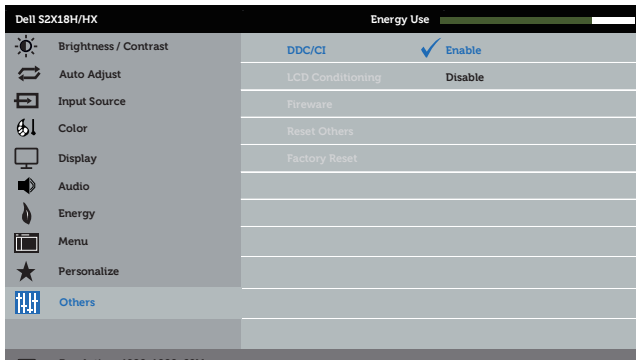 Dell S2X18H/HX
Energy Use
Brightness / Contrast
DDC/CI
Enable
Auto Adjust
LCD Conditioning
Disable
Input Source
Fireware
Color
Reset Others
Display
Factory Reset
Audio
Energy
Menu
Personalize
Others